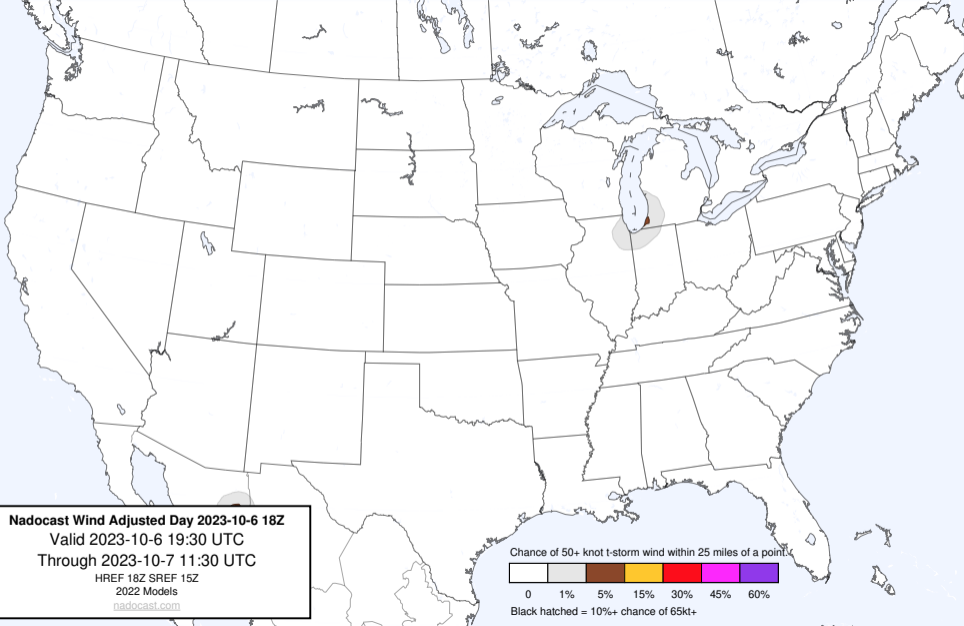 Nadocast Wind Adjusted Day 2023-10-6 18Z
Valid 2023-10-6 19:30 UTC
Through 2023-10-7 11:30 UTC
HREF 18Z SREF 15Z
2022 Models
nadocast.com
Chance of 50+ knot t-storm wind within 25 miles of a point.
0 1% 5% 15% 30% 45% 60%
Black hatched = 10%+ chance of 65kt+